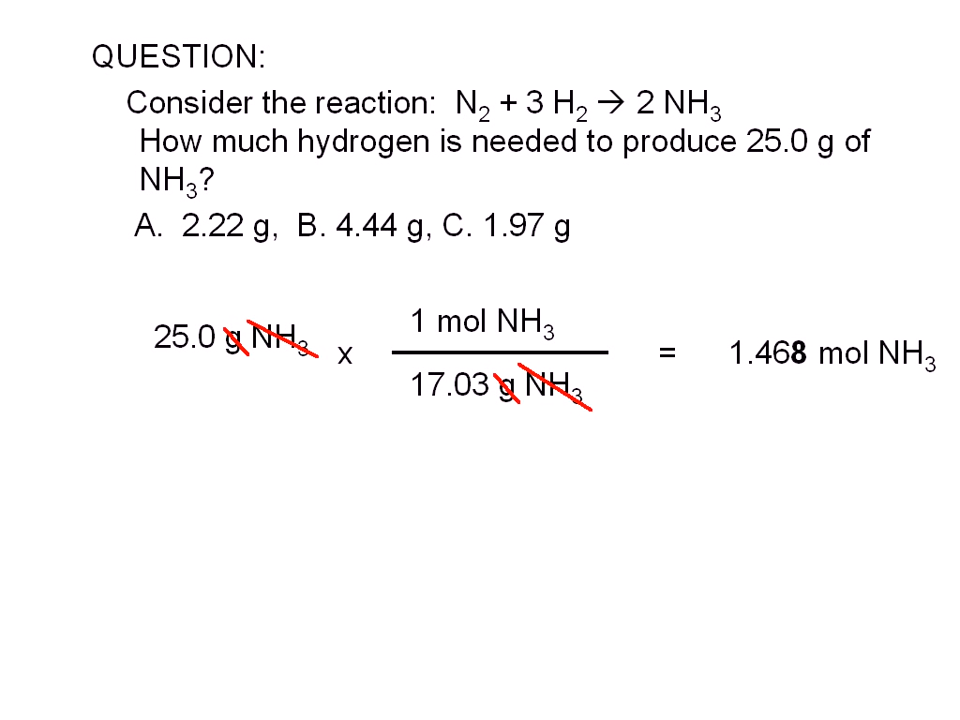 QUESTION:
Consider the reaction: N₂ + 3 H₂ → 2 NH₃
How much hydrogen is needed to produce 25.0 g of
NH₃?
A. 2.22 g, B. 4.44 g, C. 1.97 g
1 mol NH₃
25.0 g NH₃ x = 1.468 mol NH₃
17.03 g NH₃